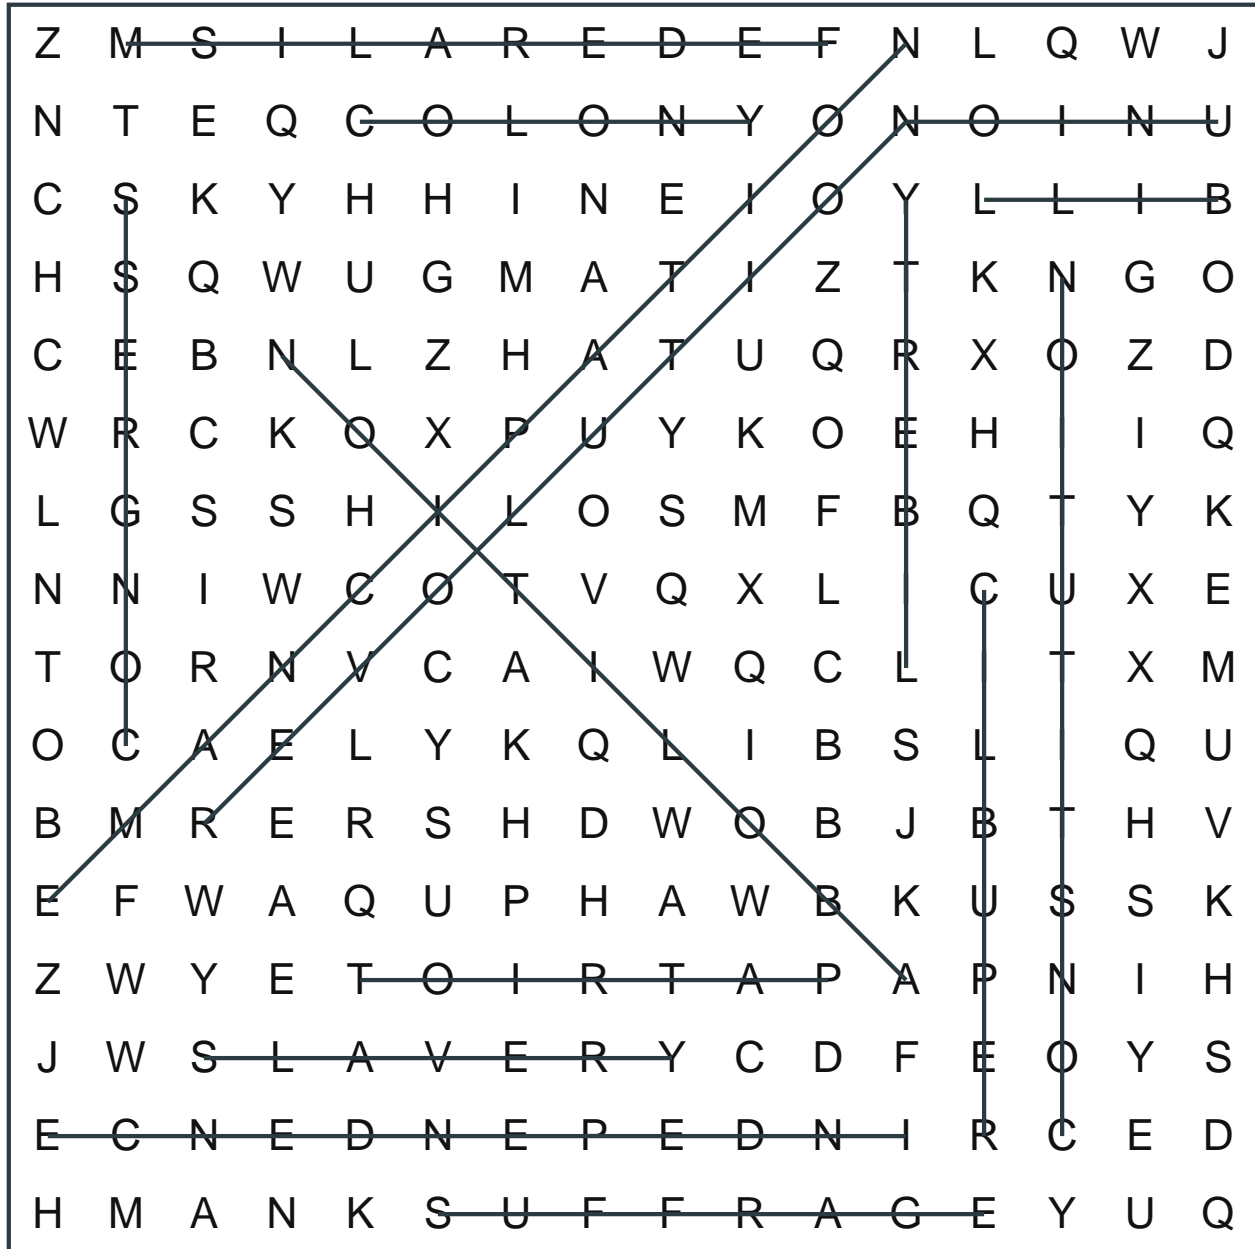 Z M S I L A R E D E F N L Q W J
N T E Q C O L O N Y O N O I N U
C S K Y H H I N E I O Y L L I B
H S Q W U G M A T I Z T K N G O
C E B N L Z H A T U Q R X O Z D
W R C K O X P U Y K O E H I I Q
L G S S H I L O S M F B Q T Y K
N N I W C O T V Q X L I C U X E
T O R N V C A I W Q C L I T X M
O C A E L Y K Q L I B S L I Q U
B M R E R S H D W O B J B T H V
E F W A Q U P H A W B K U S S K
Z W Y E T O I R T A P A P N I H
J W S L A V E R Y C D F E O Y S
E C N E D N E P E D N I R C E D
H M A N K S U F F R A G E Y U Q